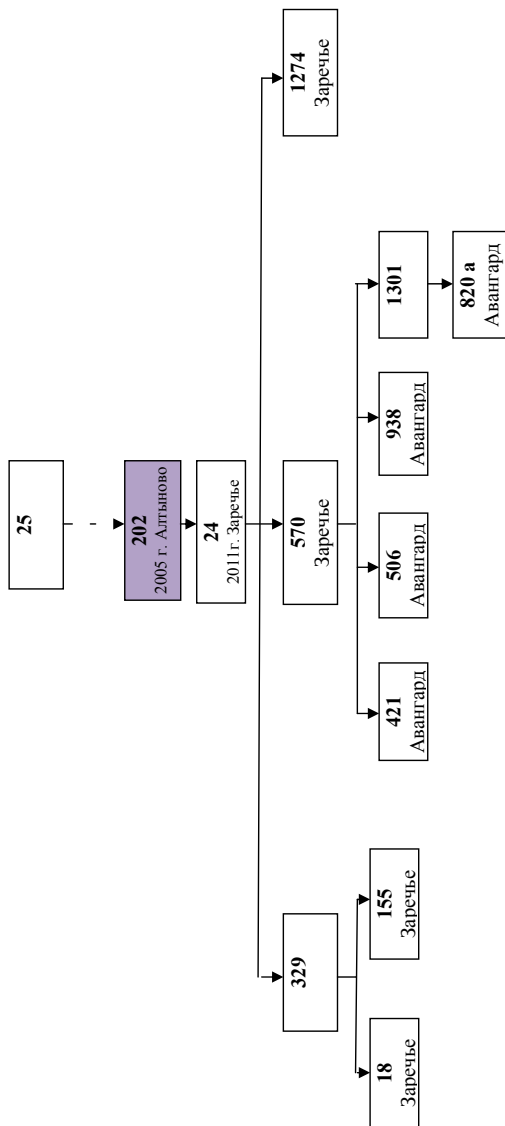 25
202
2005 г. Алтыново
24
2011г. Заречье
329
570
Заречье
1274
Заречье
18
Заречье
155
Заречье
421
Авангард
506
Авангард
938
Авангард
1301
820 а
Авангард